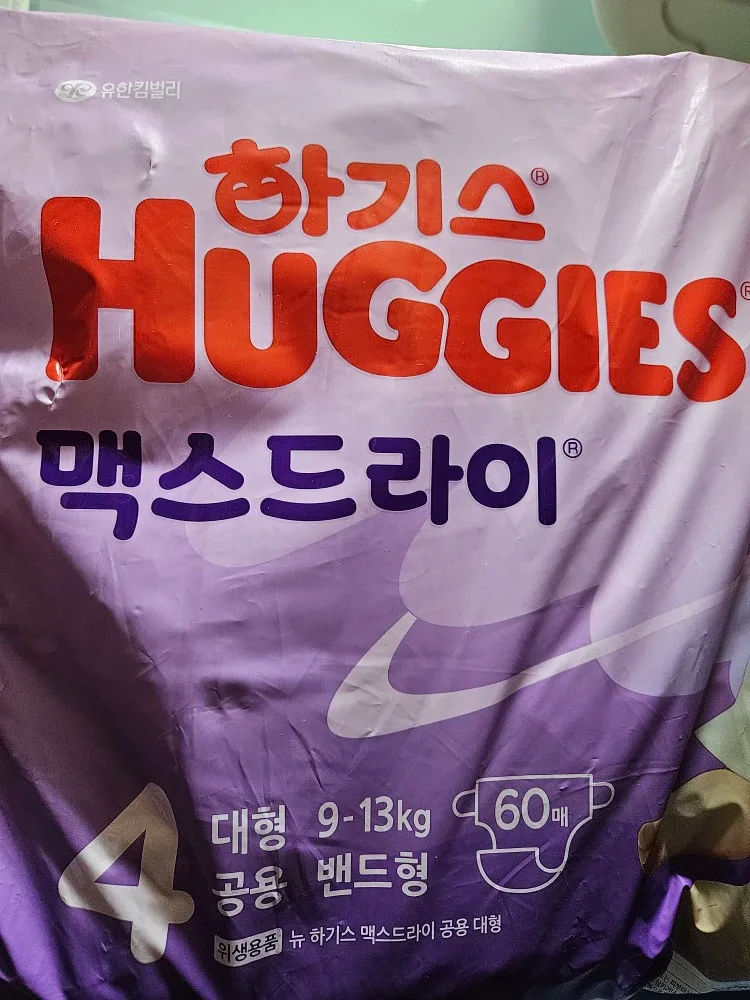 유한킴벌리
하기스®
HUGGIES®
맥스드라이®
4
대형 9-13kg
공용 밴드형
60매
위생용품 뉴 하기스 맥스드라이 공용 대형